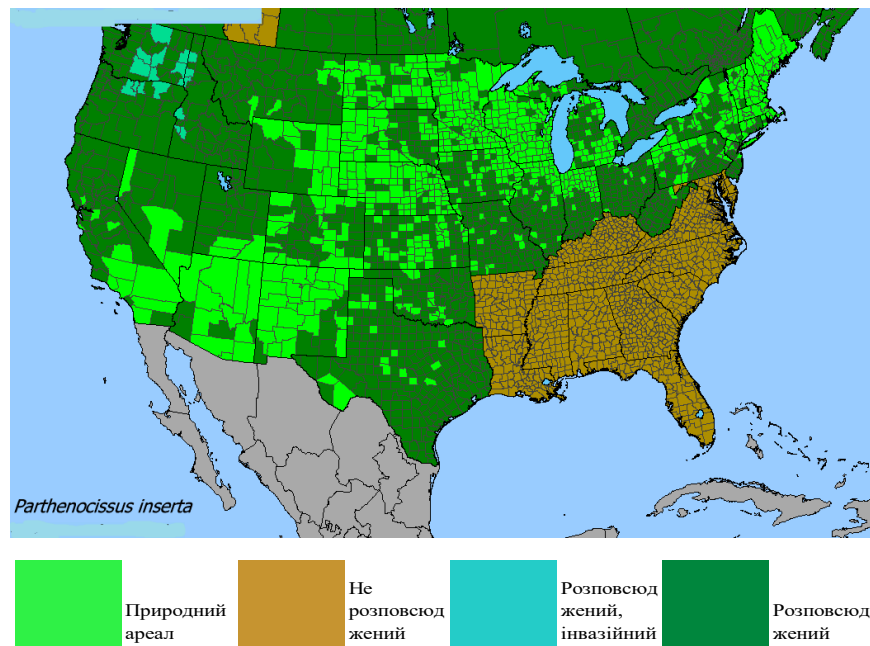 Parthenocissus inserta
Природний
ареал
Не
розповсюд
жений
Розповсюд
жений,
інвазійний
Розповсюд
жений